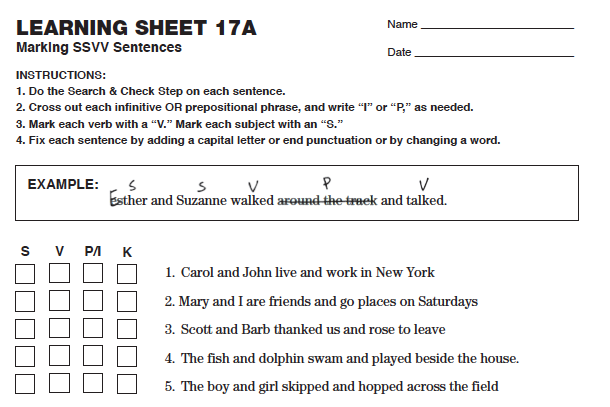 LEARNING SHEET 17A Name
Marking SSVV Sentences
Date
INSTRUCTIONS:
1. Do the Search & Check Step on each sentence.
2. Cross out each infinitive OR prepositional phrase, and write “I” or “P,” as needed.
3. Mark each verb with a “V.” Mark each subject with an “S.”
4. Fix each sentence by adding a capital letter or end punctuation or by changing a word.
S S V P V
EXAMPLE: Esther and Suzanne walked around the track and talked.
S V P/I K
1. Carol and John live and work in New York
2. Mary and I are friends and go places on Saturdays
3. Scott and Barb thanked us and rose to leave
4. The fish and dolphin swam and played beside the house.
5. The boy and girl skipped and hopped across the field